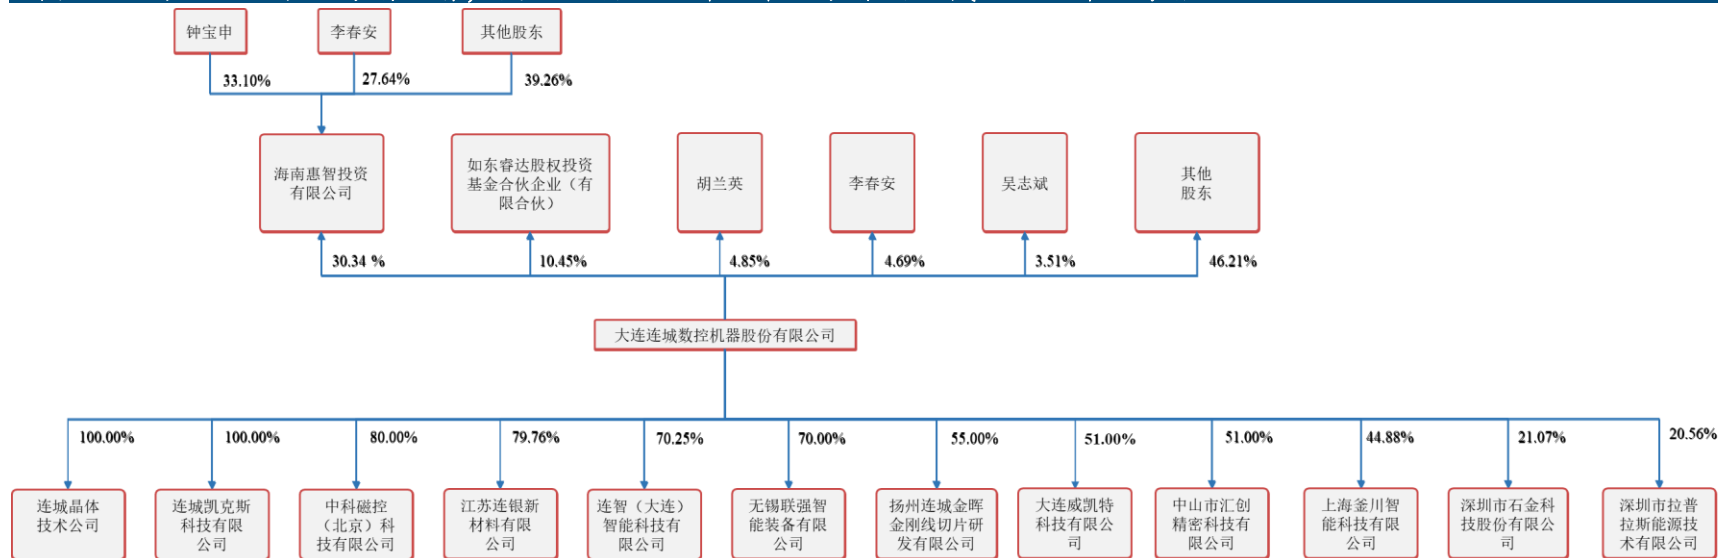 钟宝申
李春安
其他股东
33.10%
27.64%
39.26%
海南惠智投资
有限公司
如东睿达股权投资
基金合伙企业（有
限合伙）
胡兰英
李春安
吴志斌
其他
股东
30.34 %
10.45%
4.85%
4.69%
3.51%
46.21%
大连连城数控机器股份有限公司
100.00%
100.00%
80.00%
79.76%
70.25%
70.00%
55.00%
51.00%
51.00%
44.88%
21.07%
20.56%
连城晶体
技术公司
连城凯克斯
科技有限
公司
中科磁控
（北京）科
技有限公司
江苏连银新
材料有限公
司
连智（大连）
智能科技有
限公司
无锡联强智
能装备有限
公司
扬州连城金晖
金刚线切片研
发有限公司
大连威凯特
科技有限公
司
中山市汇创
精密科技有
限公司
上海釜川智
能科技有限
公司
深圳市石金科
技股份有限公
司
深圳市拉普
拉斯能源技
术有限公司